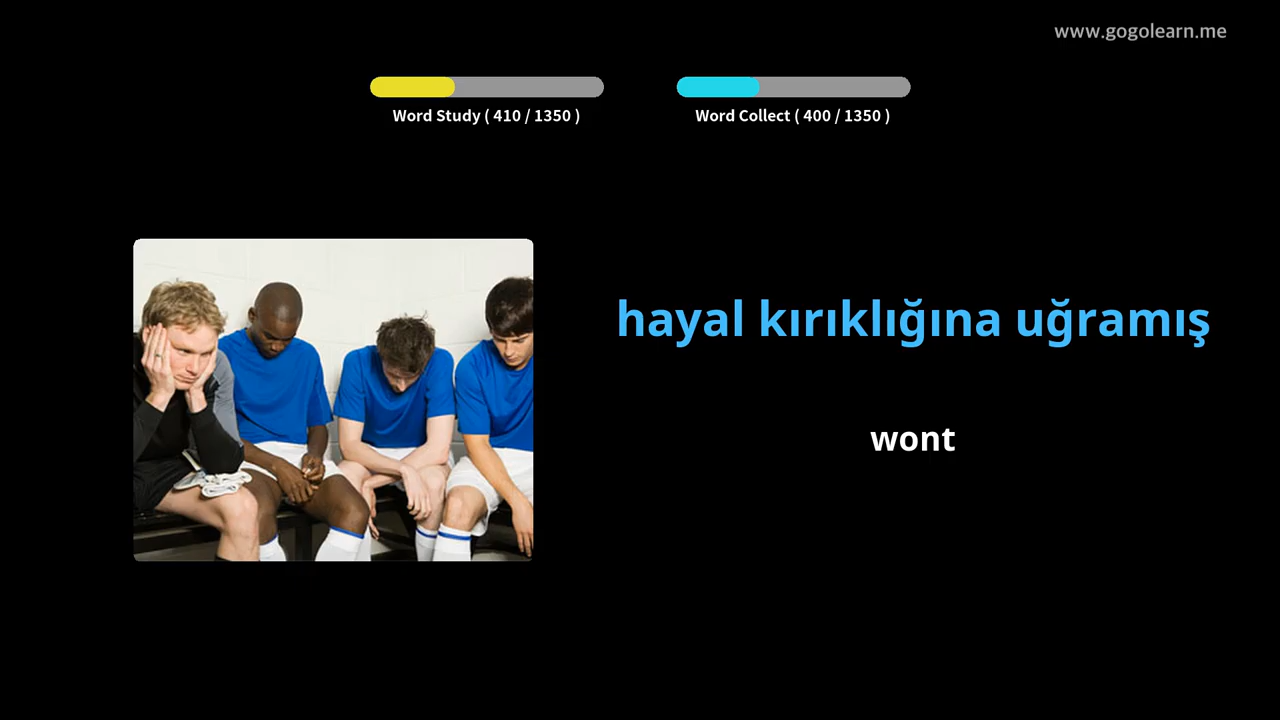 www.gogolearn.me
Word Study ( 410 / 1350 )
Word Collect ( 400 / 1350 )
hayal kırıklığına uğramış
wont